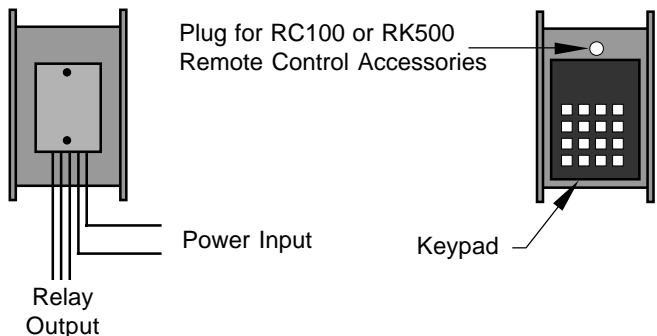 Plug for RC100 or RK500
Remote Control Accessories
Power Input
Keypad
Relay
Output